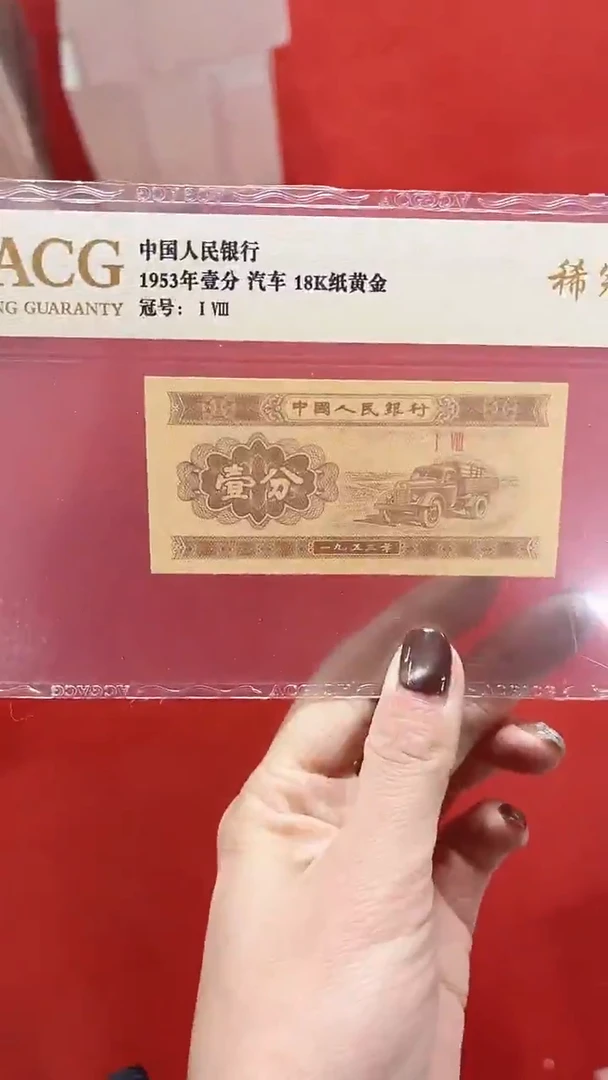 ACG
NG GUARANTY
中国人民银行
1953年壹分 汽车 18K纸黄金
冠号: I VIII
稀
中國人民銀行
I VIII
壹分
一九五三年